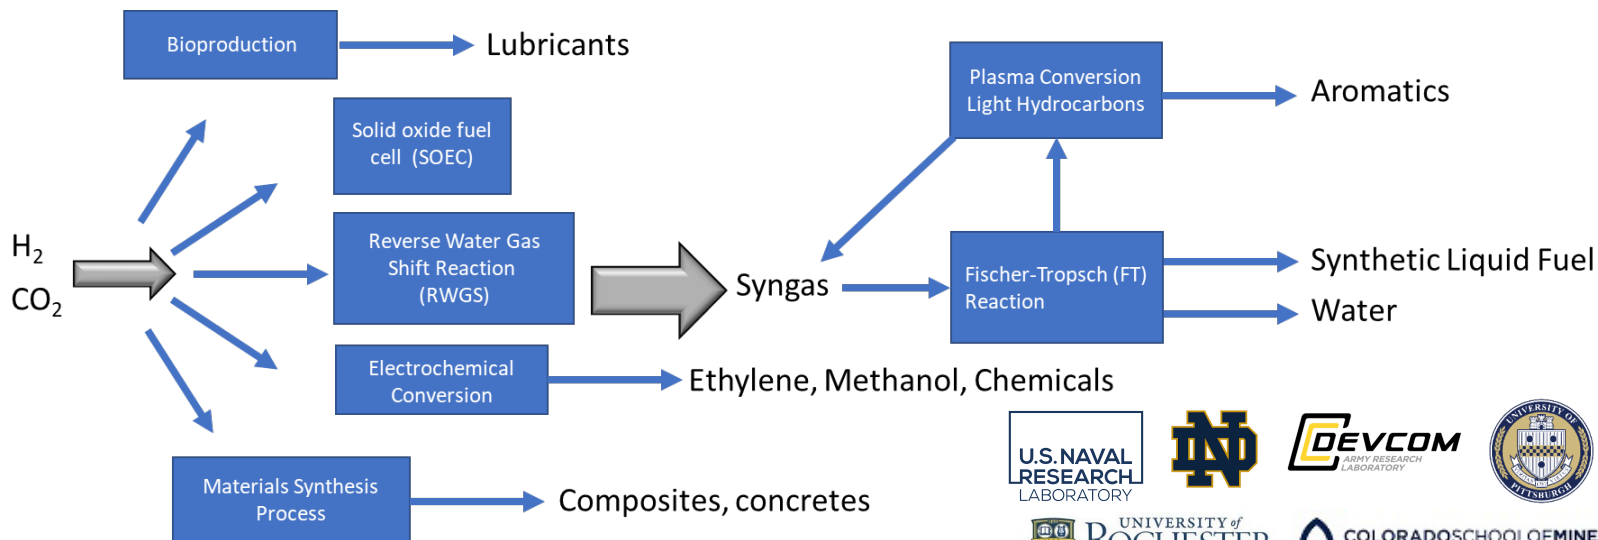 Bioproduction
Lubricants
Solid oxide fuel
cell (SOEC)
H2
CO2
Reverse Water Gas
Shift Reaction
(RWGS)
Syngas
Plasma Conversion
Light Hydrocarbons
Aromatics
Fischer-Tropsch (FT)
Reaction
Synthetic Liquid Fuel
Water
Electrochemical
Conversion
Ethylene, Methanol, Chemicals
Materials Synthesis
Process
Composites, concretes
U.S. NAVAL
RESEARCH
LABORATORY
ND
DEVCOM
ARMY RESEARCH
LABORATORY
UNIVERSITY OF
PITTSBURGH
UNIVERSITY of
ROCHESTER
COLORADOSCHOOLOFMINE